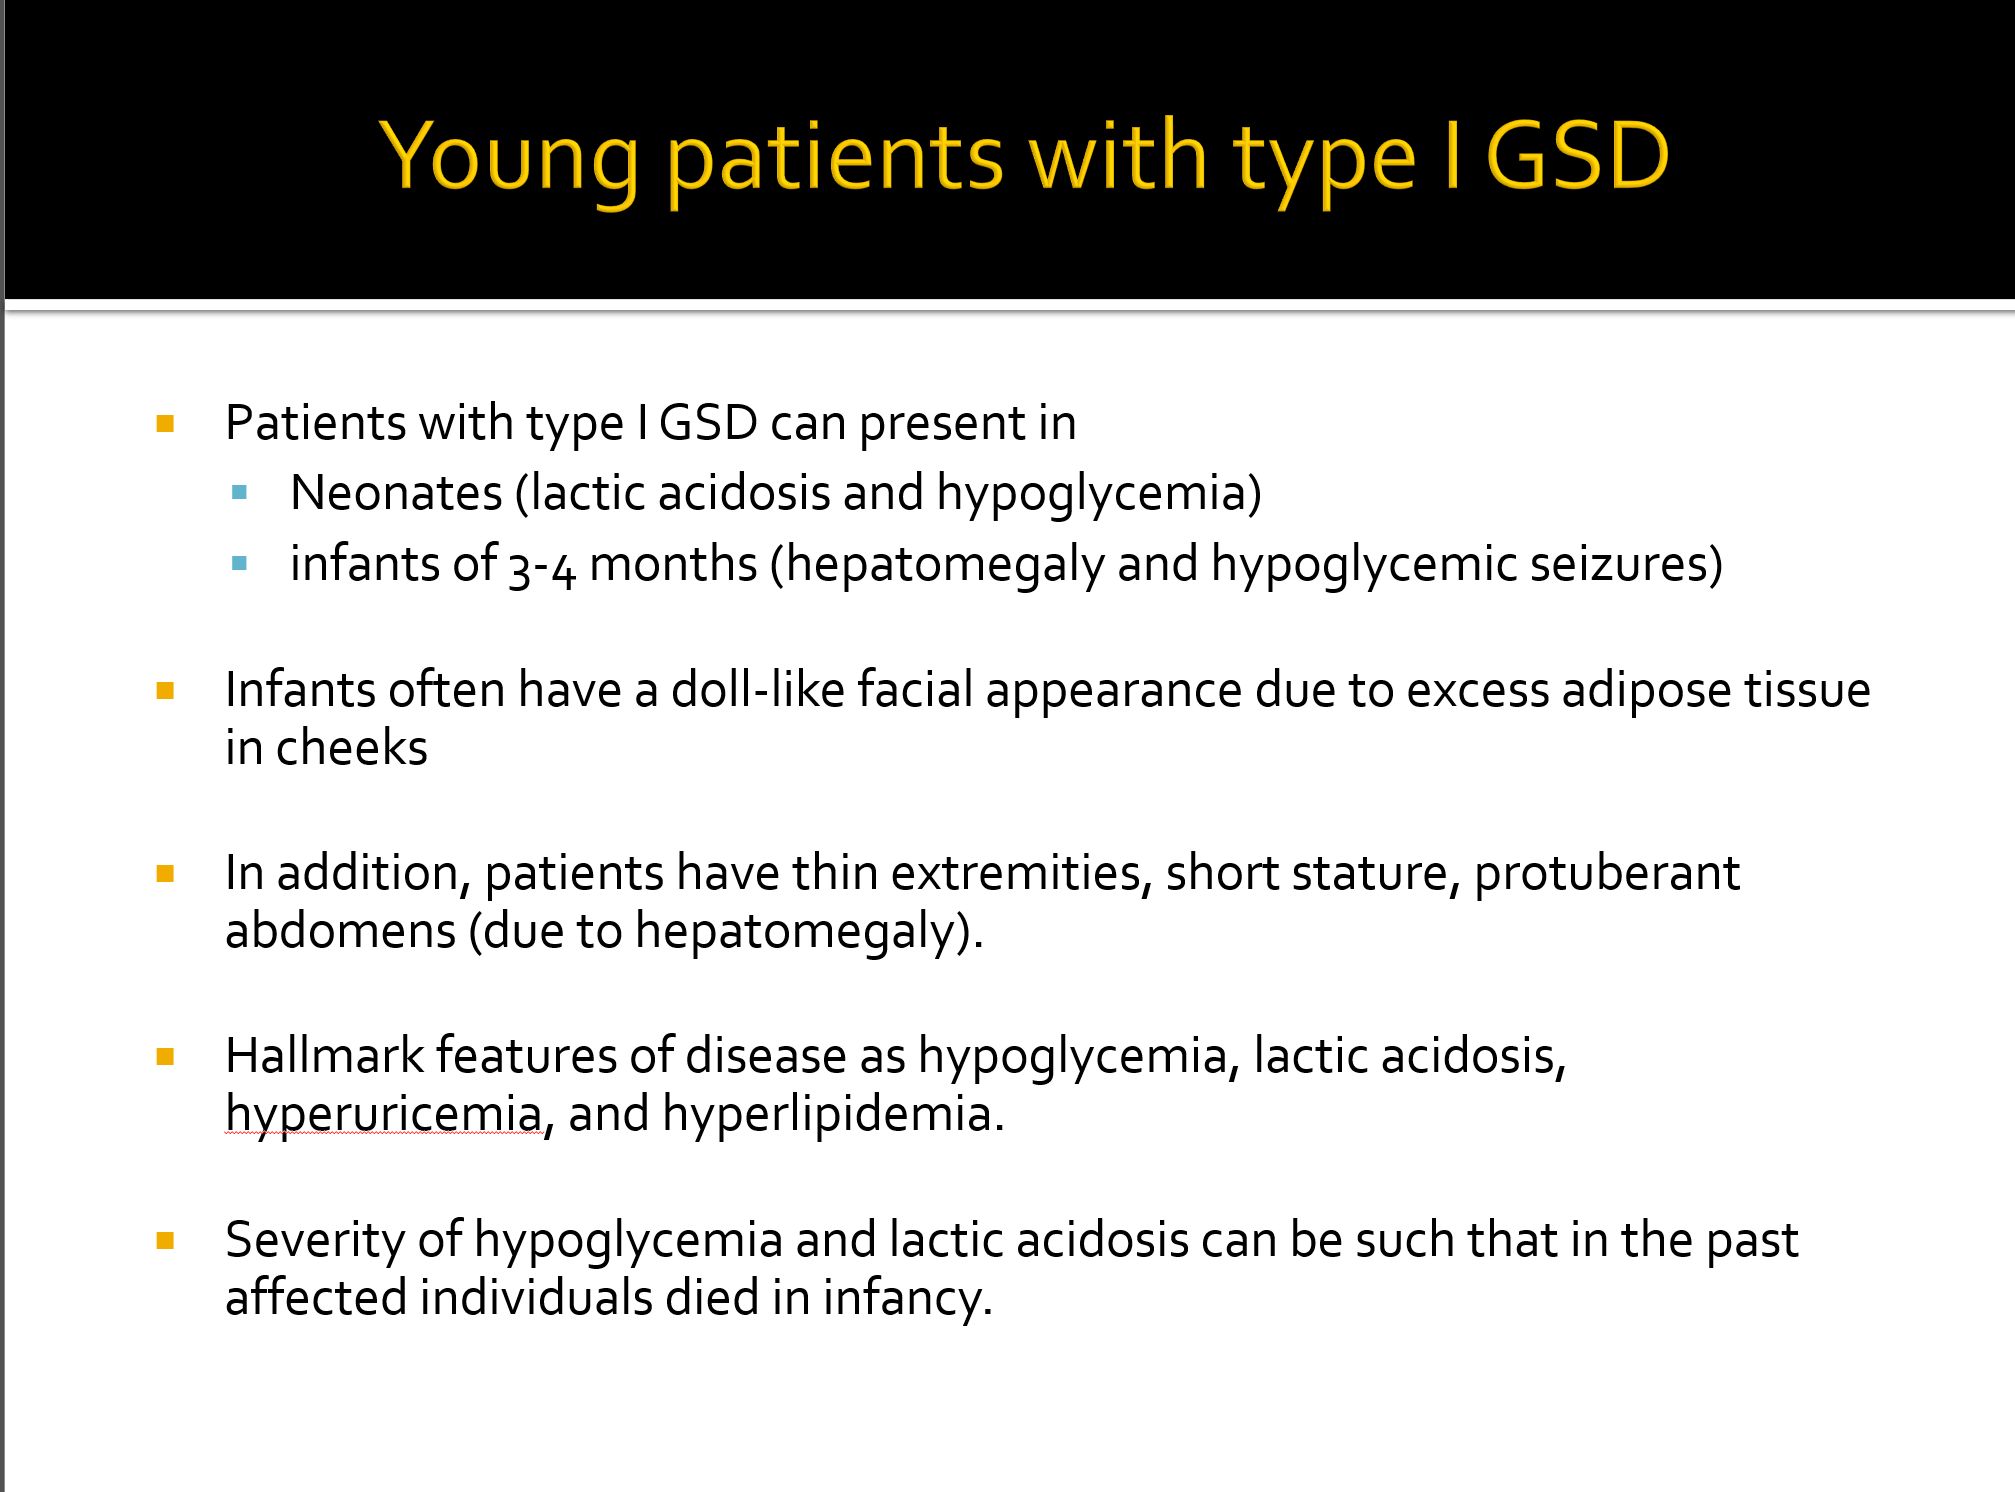 Young patients with type I GSD
Patients with type I GSD can present in
Neonates (lactic acidosis and hypoglycemia)
infants of 3-4 months (hepatomegaly and hypoglycemic seizures)
Infants often have a doll-like facial appearance due to excess adipose tissue
in cheeks
In addition, patients have thin extremities, short stature, protuberant
abdomens (due to hepatomegaly).
Hallmark features of disease as hypoglycemia, lactic acidosis,
hyperuricemia, and hyperlipidemia.
Severity of hypoglycemia and lactic acidosis can be such that in the past
affected individuals died in infancy.